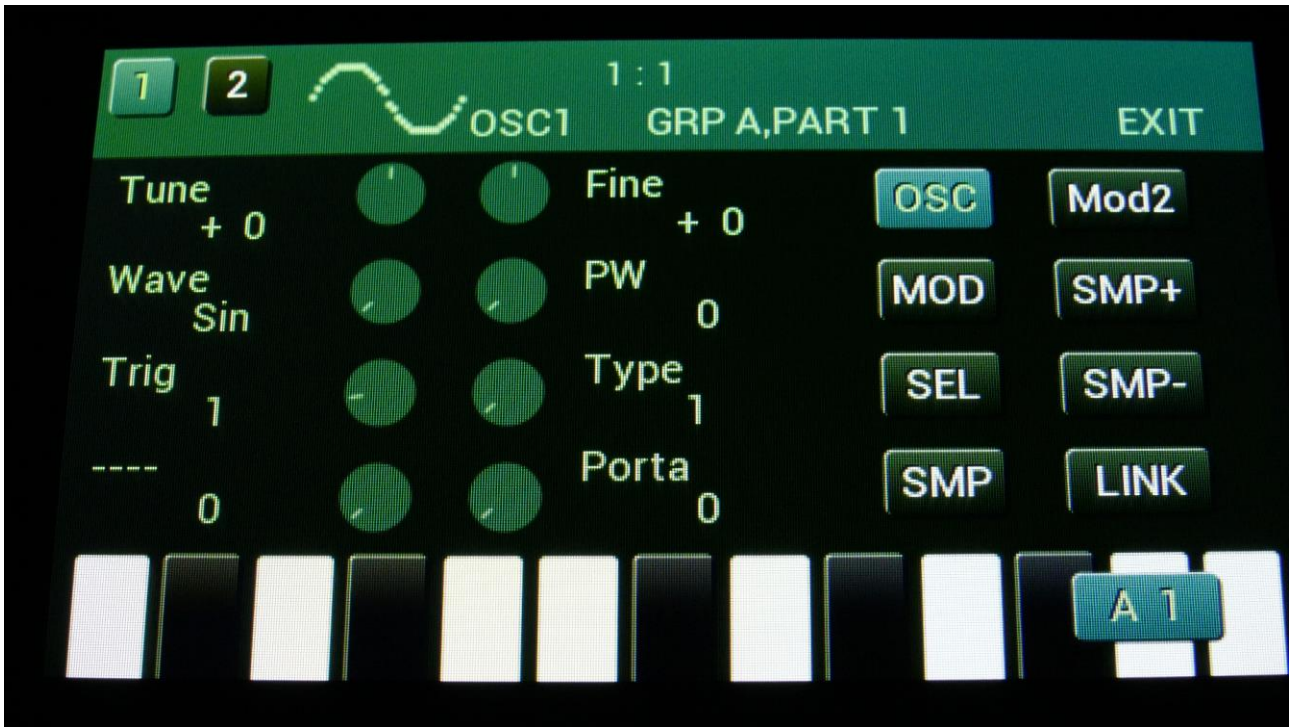 1 2 1 : 1
OSC1 GRP A,PART 1 EXIT
Tune Fine OSC Mod2
+ 0 + 0
Wave PW MOD SMP+
Sin 0
Trig Type SEL SMP-
1 1
---- Porta SMP LINK
0 0
A 1